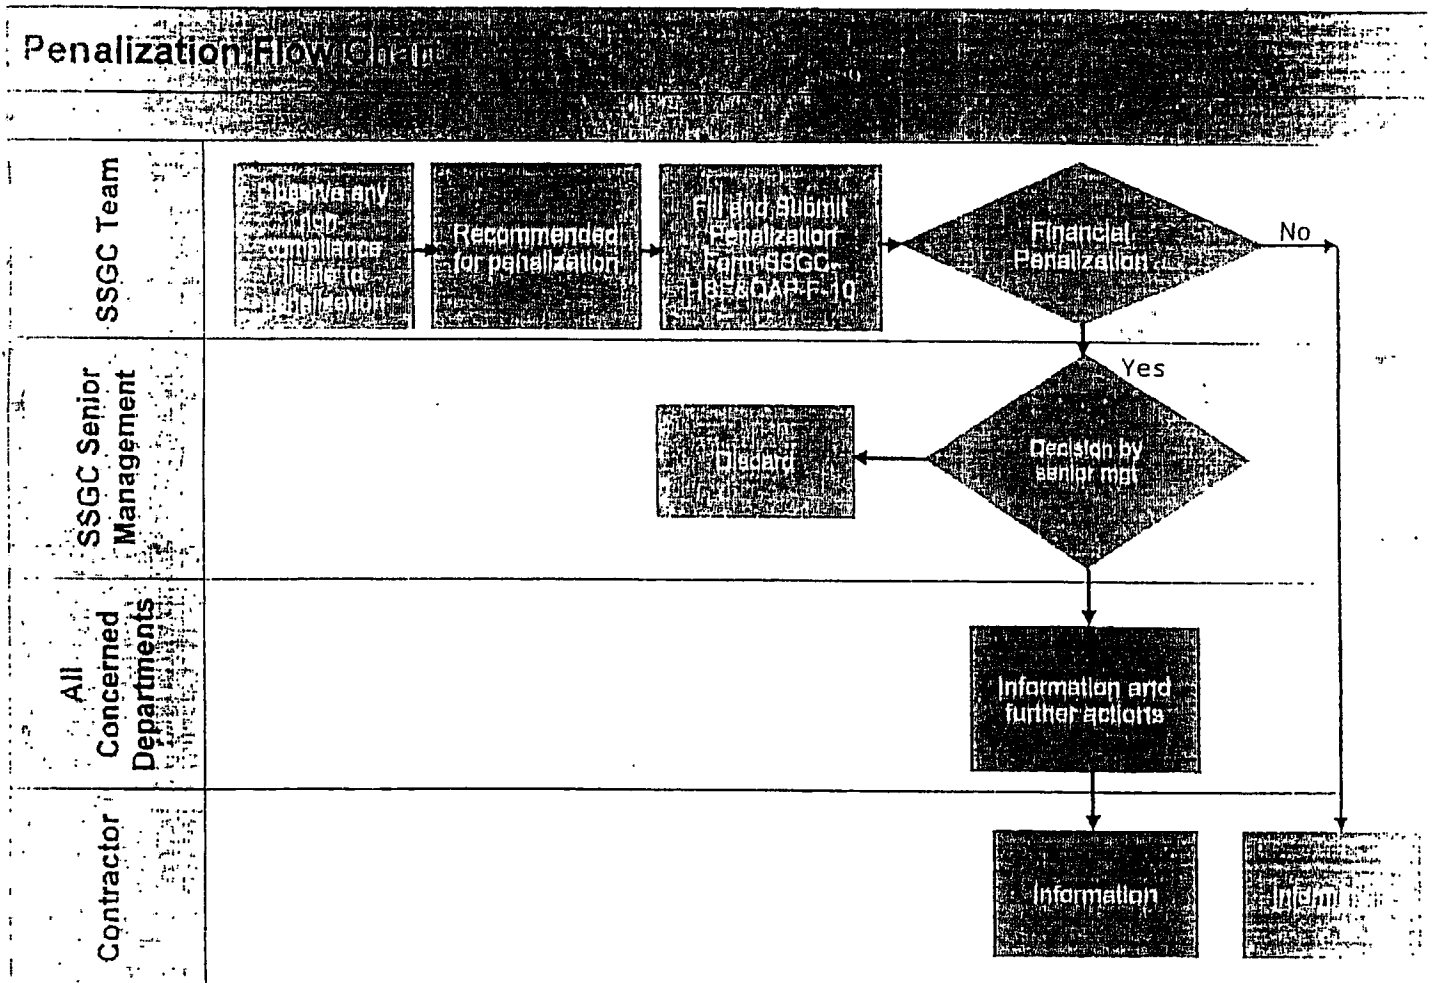 Penalization Flow Chart
SSGC Team
Observe any
non-
compliance
able to
penalization
Recommended
for penalization
Fill and Submit
Penalization
Form SSGC-
HSE&QAP-F-10
Financial
Penalization
No
SSGC Senior
Management
Discard
Yes
Decision by
senior mgt
All
Concerned
Departments
Information and
further actions
Contractor
Information